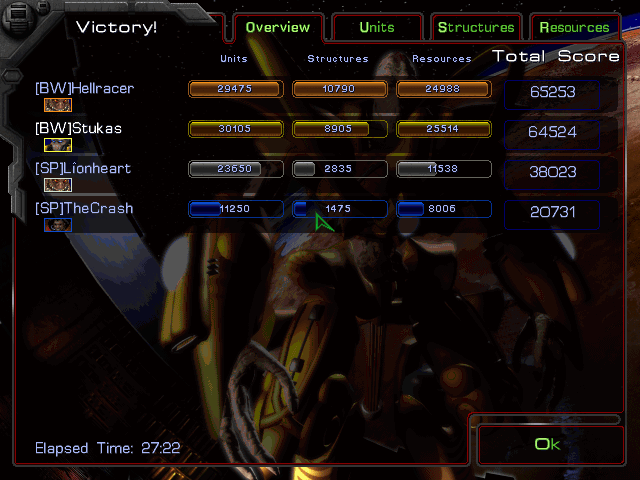 Victory!
Overview Units Structures Resources
Units Structures Resources Total Score
[BW]Hellracer 29475 10790 24988 65253
[BW]Stukas 30105 8905 25514 64524
[SP]Lîonheart 23650 2835 11538 38023
[SP]TheCrash 11250 1475 8006 20731
Elapsed Time: 27:22
Ok